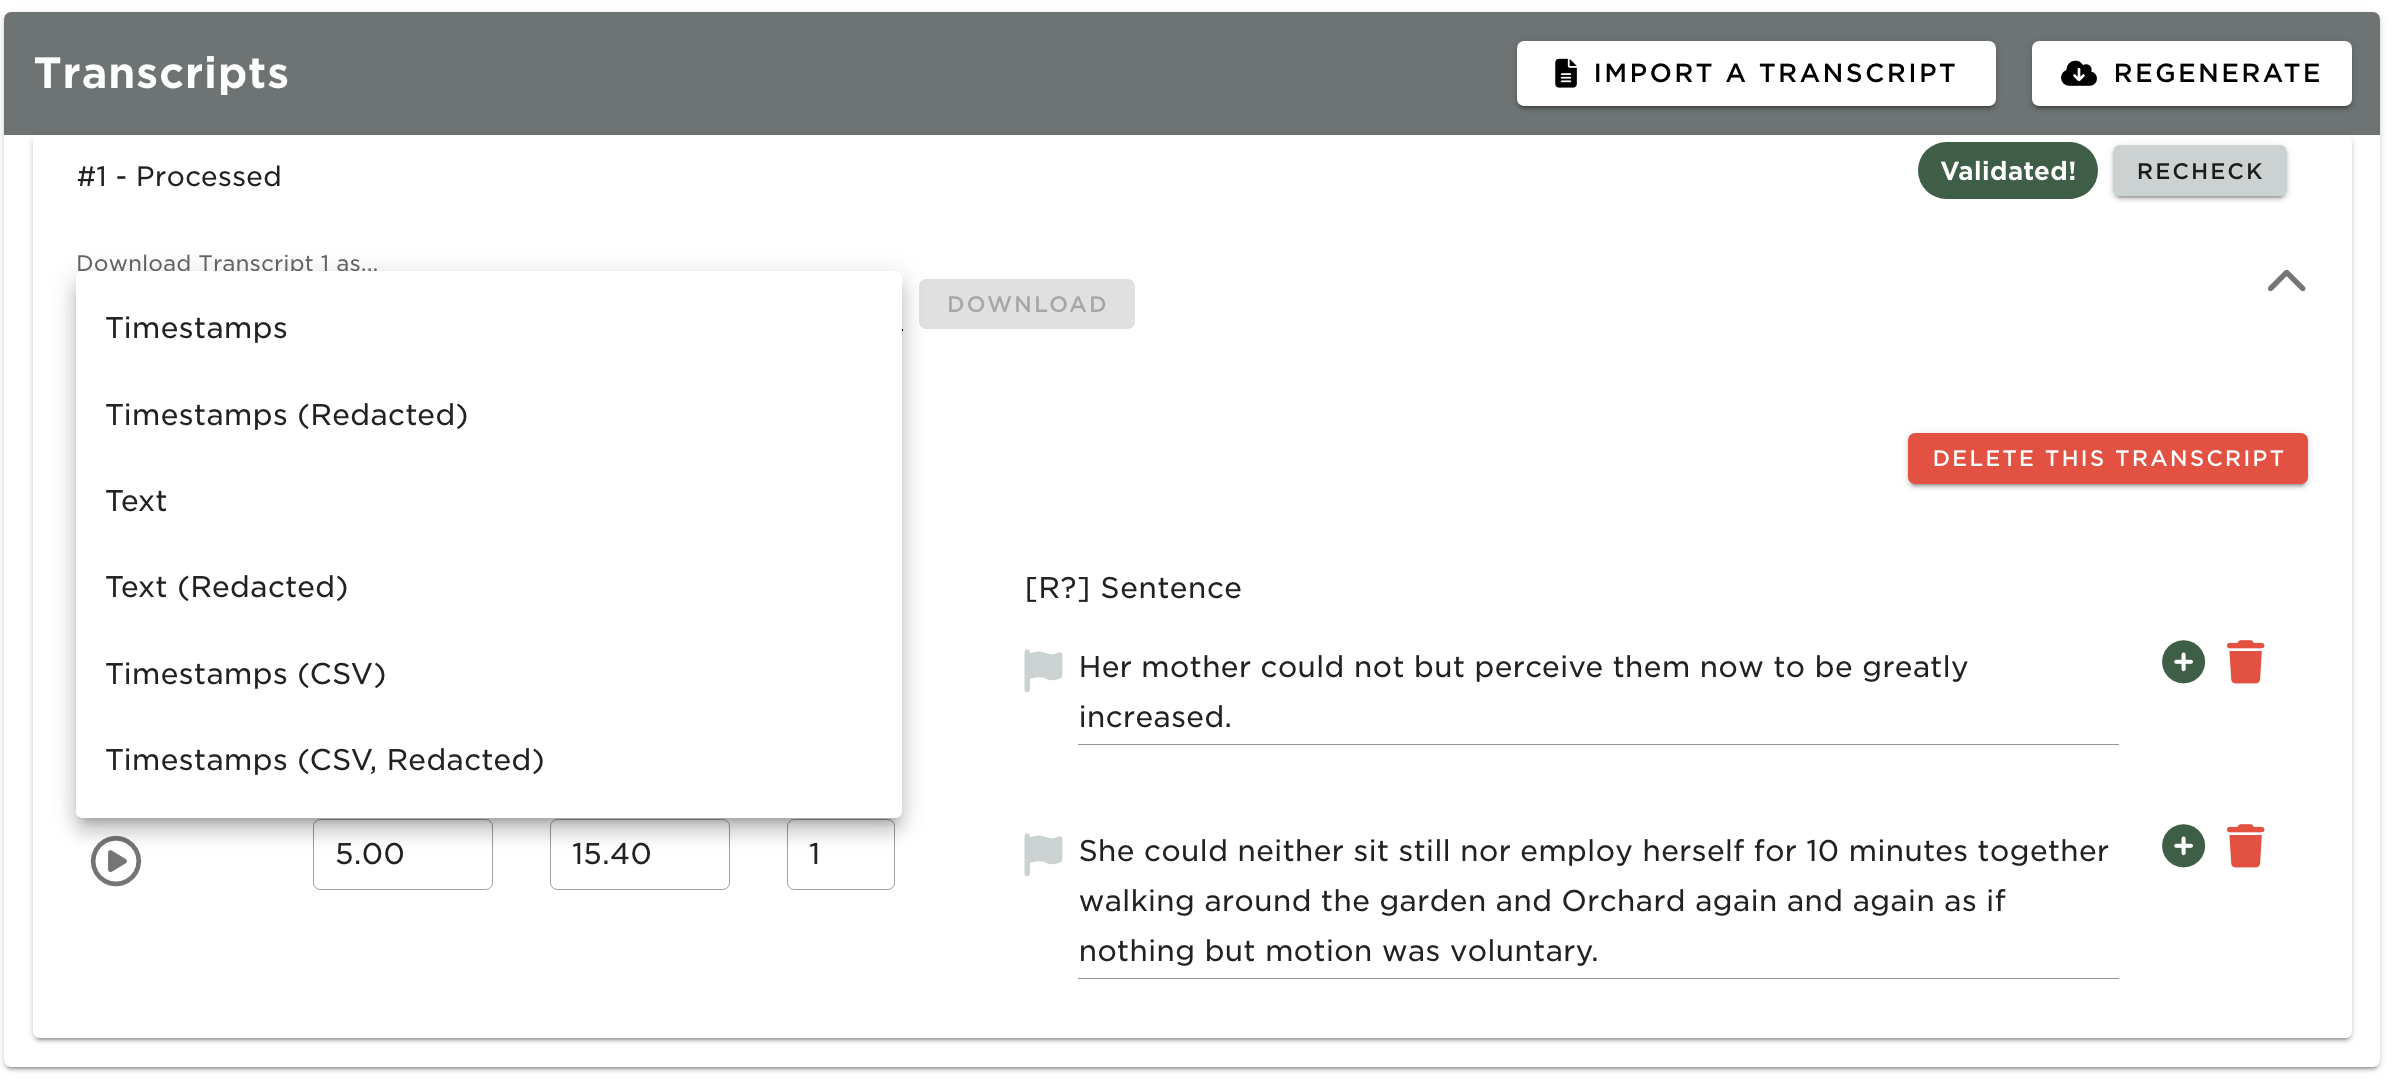 Transcripts
IMPORT A TRANSCRIPT
REGENERATE
#1 - Processed
Validated!
RECHECK
Download Transcript 1 as...
DOWNLOAD
Timestamps
Timestamps (Redacted)
Text
Text (Redacted)
Timestamps (CSV)
Timestamps (CSV, Redacted)
DELETE THIS TRANSCRIPT
[R?] Sentence
Her mother could not but perceive them now to be greatly
increased.
5.00
15.40
1
She could neither sit still nor employ herself for 10 minutes together
walking around the garden and Orchard again and again as if
nothing but motion was voluntary.